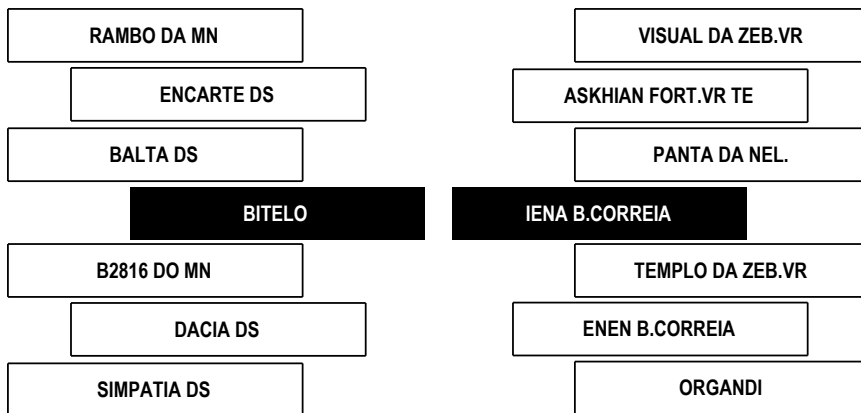 RAMBO DA MN
VISUAL DA ZEB.VR
ENCARTE DS
ASKHIAN FORT.VR TE
BALTA DS
PANTA DA NEL.
BITELO
IENA B.CORREIA
B2816 DO MN
TEMPLO DA ZEB.VR
DACIA DS
ENEN B.CORREIA
SIMPATIA DS
ORGANDI